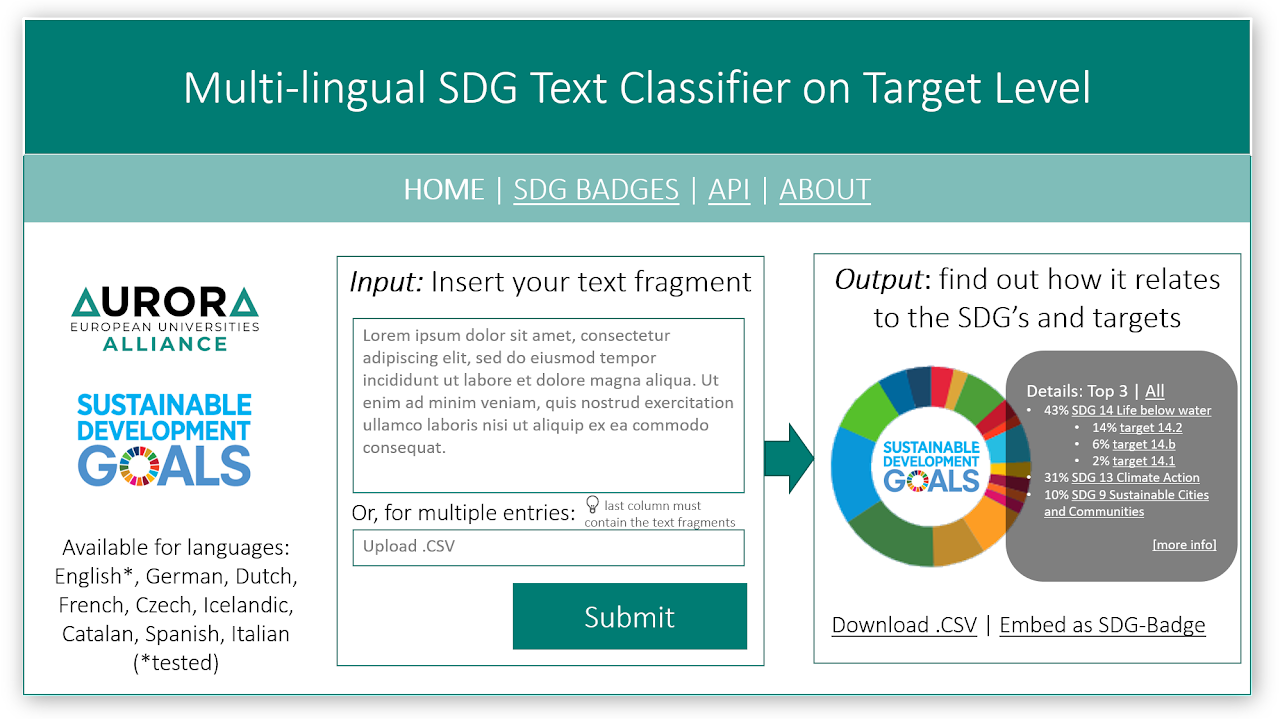 Multi-lingual SDG Text Classifier on Target Level
HOME | SDG BADGES | API | ABOUT
AURORA
EUROPEAN UNIVERSITIES
ALLIANCE
SUSTAINABLE
DEVELOPMENT
GOALS
Available for languages:
English*, German, Dutch,
French, Czech, Icelandic,
Catalan, Spanish, Italian
(*tested)
Input: Insert your text fragment
Lorem ipsum dolor sit amet, consectetur
adipiscing elit, sed do eiusmod tempor
incididunt ut labore et dolore magna aliqua. Ut
enim ad minim veniam, quis nostrud exercitation
ullamco laboris nisi ut aliquip ex ea commodo
consequat.
Or, for multiple entries:
last column must
contain the text fragments
Upload .CSV
Submit
Output: find out how it relates
to the SDG's and targets
SUSTAINABLE
DEVELOPMENT
GOALS
Details: Top 3 | All
• 43% SDG 14 Life below water
• 14% target 14.2
• 6% target 14.b
• 2% target 14.1
• 31% SDG 13 Climate Action
• 10% SDG 9 Sustainable Cities
and Communities
[more info]
Download .CSV | Embed as SDG-Badge